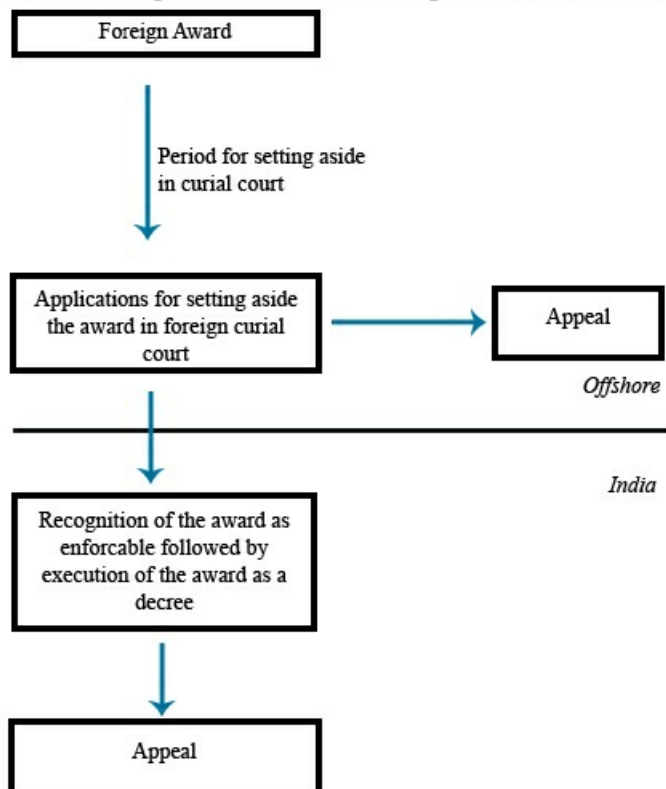 Foreign Award
Period for setting aside
in curial court
Applications for setting aside
the award in foreign curial
court
Appeal
Offshore
India
Recognition of the award as
enforcable followed by
execution of the award as a
decree
Appeal